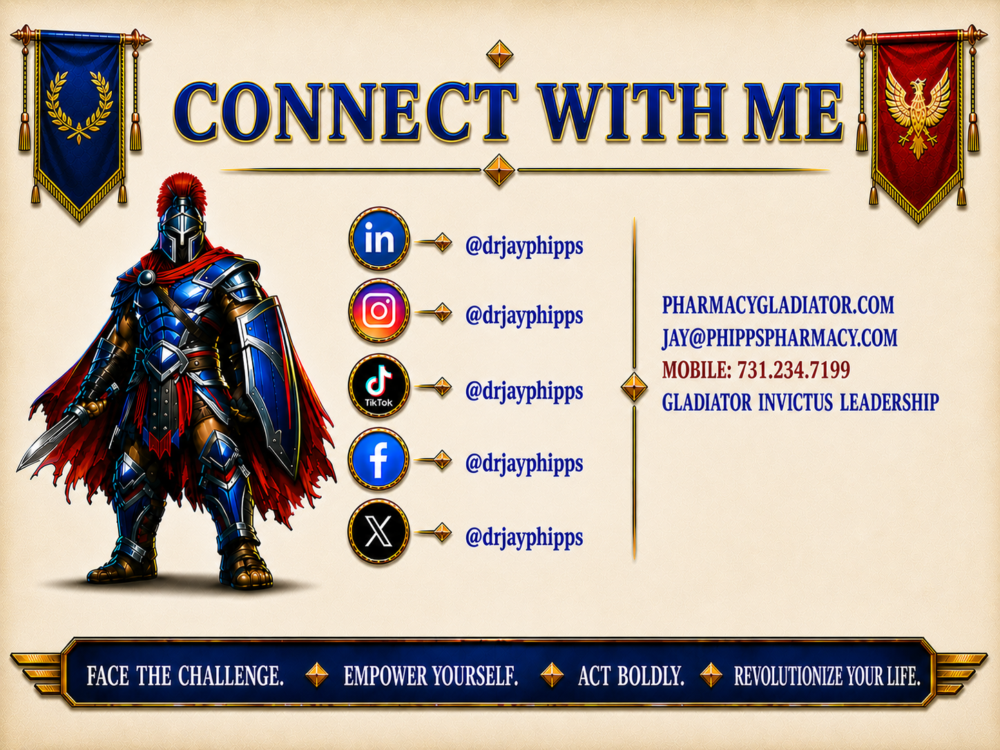 CONNECT WITH ME
in
@drjayphipps
@drjayphipps
TikTok
@drjayphipps
f
@drjayphipps
X
@drjayphipps
PHARMACYGLADIATOR.COM
JAY@PHIPPSPHARMACY.COM
MOBILE: 731.234.7199
GLADIATOR INVICTUS LEADERSHIP
FACE THE CHALLENGE. EMPOWER YOURSELF. ACT BOLDLY. REVOLUTIONIZE YOUR LIFE.